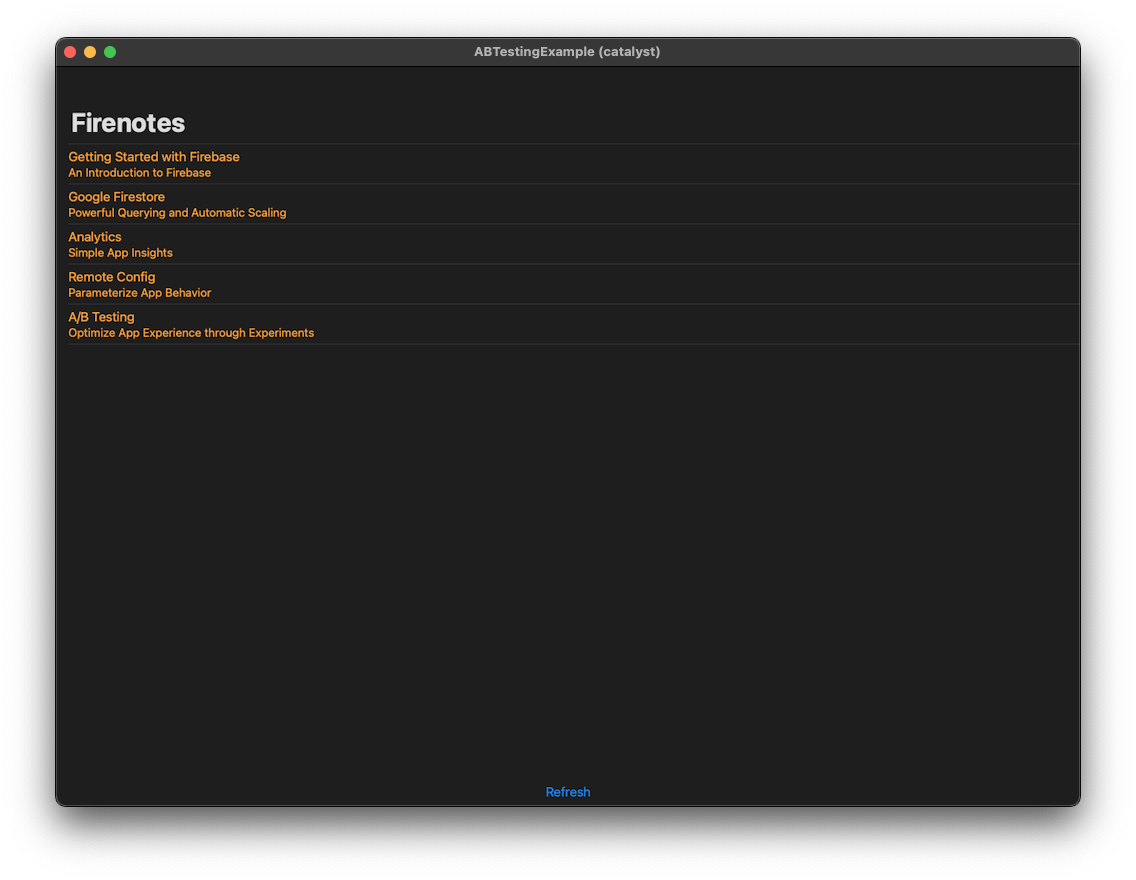 ABTestingExample (catalyst)
Firenotes
Getting Started with Firebase
An Introduction to Firebase
Google Firestore
Powerful Querying and Automatic Scaling
Analytics
Simple App Insights
Remote Config
Parameterize App Behavior
A/B Testing
Optimize App Experience through Experiments
Refresh